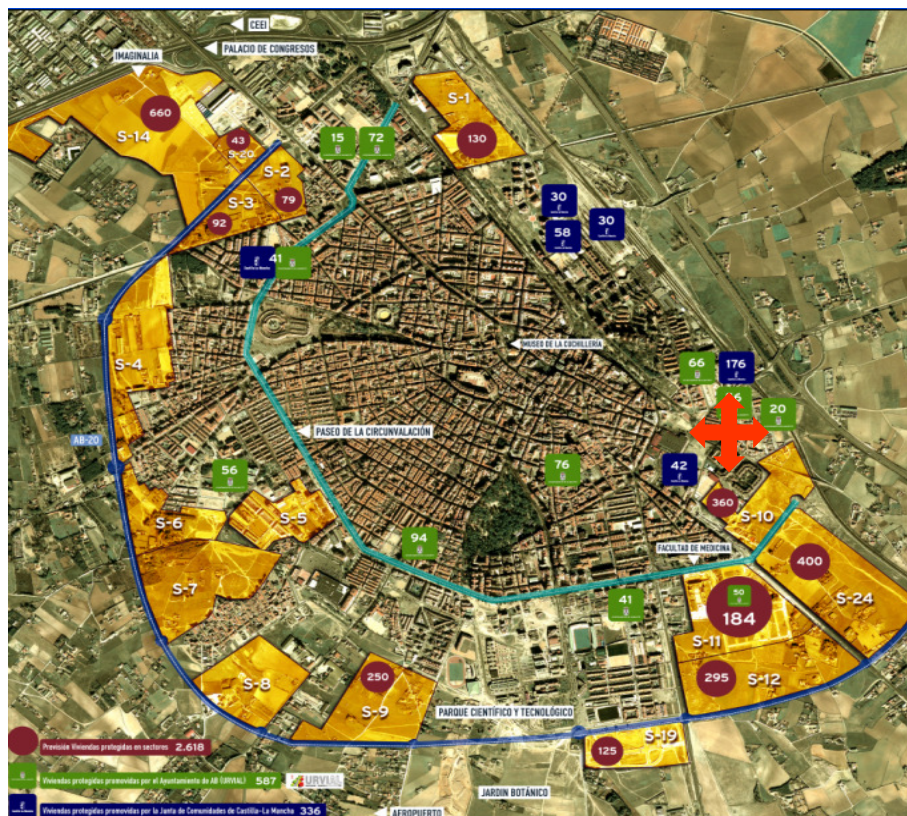 CEEI
PALACIO DE CONGRESOS
IMAGINALIA
S-1
660
S-14
130
15
72
43
S-20
S-2
S-3
79
92
30
30
58
41
MUSEO DE LA CUCHILLERÍA
S-4
66
176
20
AB-20
PASEO DE LA CIRCUNVALACIÓN
56
76
42
360
S-10
S-5
S-6
94
FACULTAD DE MEDICINA
400
S-7
50
184
41
S-24
S-11
S-8
250
295
S-12
S-9
PARQUE CIENTÍFICO Y TECNOLÓGICO
S-19
125
Previsión Viviendas protegidas en sectores 2.618
Viviendas protegidas promovidas por el Ayuntamiento de AB (URVIAL) 587
URVIAL
JARDIN BOTÁNICO
Viviendas protegidas promovidas por la Junta de Comunidades de Castilla-La Mancha 336
AEROPUERTO